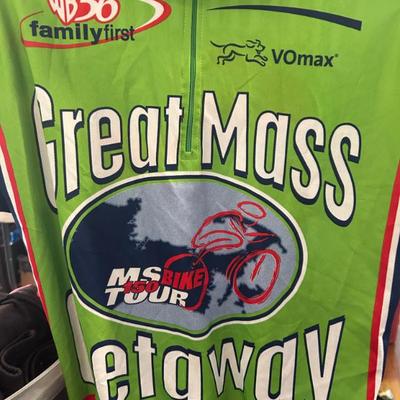 WB56
familyfirst
VOmax®
Great Mass
MS 150 BIKE
TOUR
Getaway